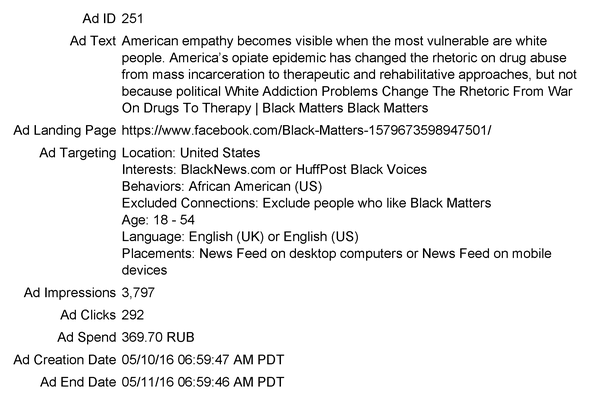 Ad ID 251
Ad Text American empathy becomes visible when the most vulnerable are white
people. America's opiate epidemic has changed the rhetoric on drug abuse
from mass incarceration to therapeutic and rehabilitative approaches, but not
because political White Addiction Problems Change The Rhetoric From War
On Drugs To Therapy | Black Matters Black Matters
Ad Landing Page https://www.facebook.com/Black-Matters-1579673598947501/
Ad Targeting Location: United States
Interests: BlackNews.com or HuffPost Black Voices
Behaviors: African American (US)
Excluded Connections: Exclude people who like Black Matters
Age: 18 - 54
Language: English (UK) or English (US)
Placements: News Feed on desktop computers or News Feed on mobile
devices
Ad Impressions 3,797
Ad Clicks 292
Ad Spend 369.70 RUB
Ad Creation Date 05/10/16 06:59:47 AM PDT
Ad End Date 05/11/16 06:59:46 AM PDT